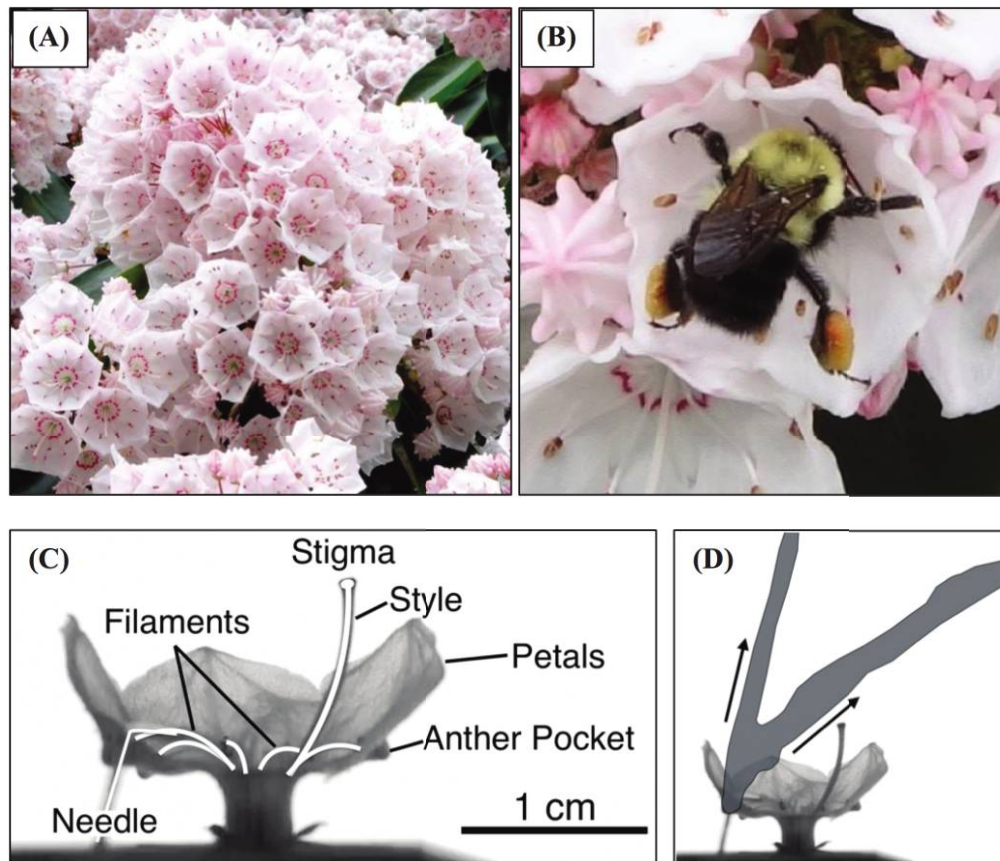 (A)
(B)
(C)
Stigma
Style
Filaments
Petals
Anther Pocket
Needle
1 cm
(D)